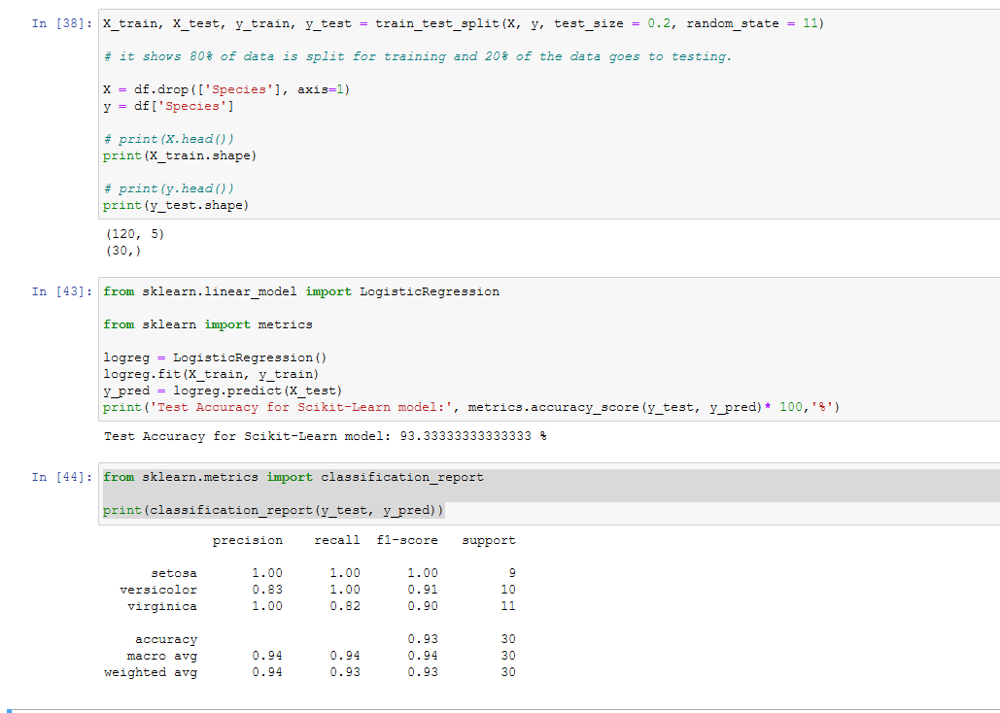 In [38]: X_train, X_test, y_train, y_test = train_test_split(X, y, test_size = 0.2, random_state = 11)
# it shows 80% of data is split for training and 20% of the data goes to testing.
X = df.drop(['Species'], axis=1)
y = df['Species']
# print(X.head())
print(X_train.shape)
# print(y.head())
print(y_test.shape)
(120, 5)
(30,)
In [43]: from sklearn.linear_model import LogisticRegression
from sklearn import metrics
logreg = LogisticRegression()
logreg.fit(X_train, y_train)
y_pred = logreg.predict(X_test)
print('Test Accuracy for Scikit-Learn model:', metrics.accuracy_score(y_test, y_pred)* 100,'%')
Test Accuracy for Scikit-Learn model: 93.33333333333333 %
In [44]: from sklearn.metrics import classification_report
print(classification_report(y_test, y_pred))
precision recall f1-score support
setosa 1.00 1.00 1.00 9
versicolor 0.83 1.00 0.91 10
virginica 1.00 0.82 0.90 11
accuracy 0.93 30
macro avg 0.94 0.94 0.94 30
weighted avg 0.94 0.93 0.93 30